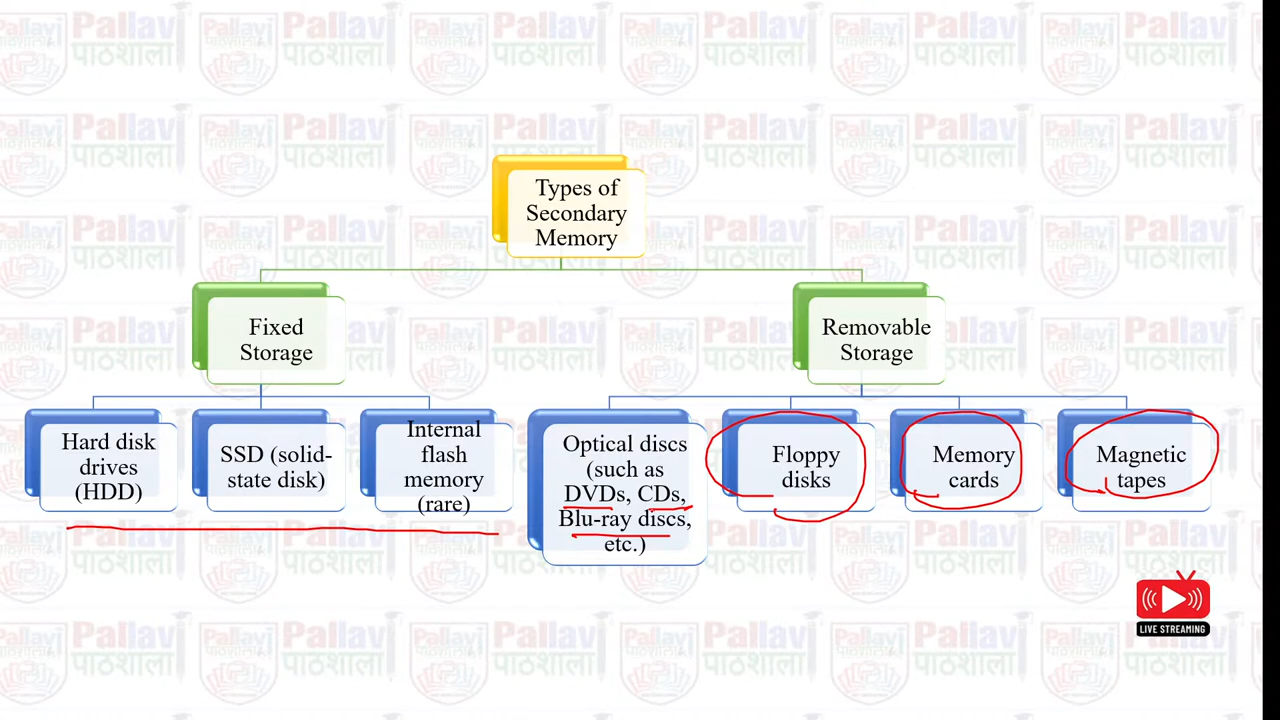 Types of
Secondary
Memory
Fixed
Storage
Removable
Storage
Hard disk
drives
(HDD)
SSD (solid-
state disk)
Internal
flash
memory
(rare)
Optical discs
(such as
DVDs, CDs,
Blu-ray discs,
etc.)
Floppy
disks
Memory
cards
Magnetic
tapes
LIVE STREAMING
Pallavi
पाठशाला